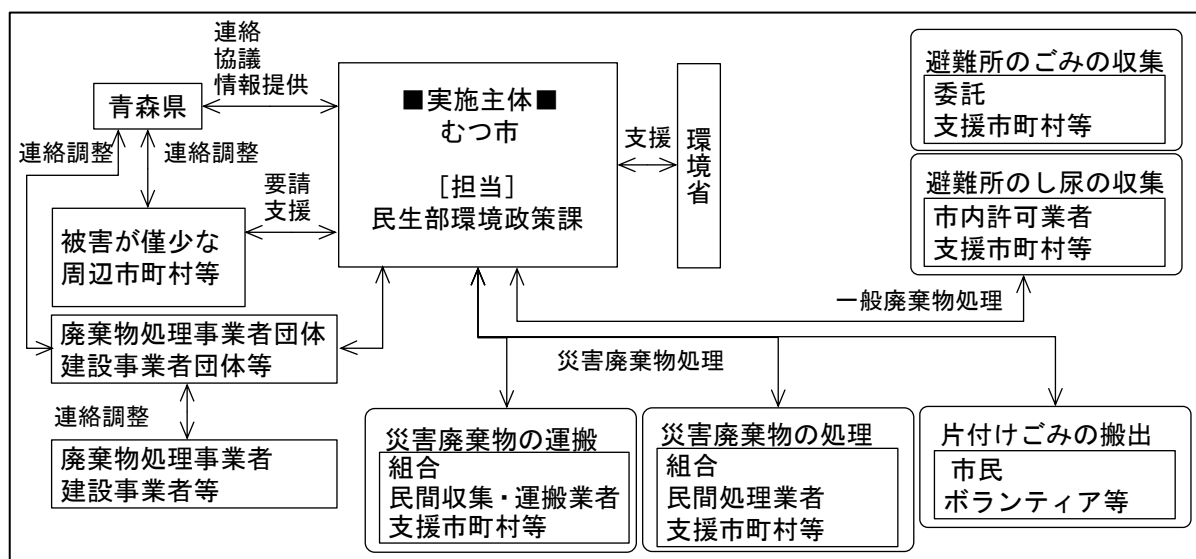 連絡
協議
情報提供
青森県
連絡調整
連絡調整
要請
支援
被害が僅少な
周辺市町村等
廃棄物処理事業者団体
建設事業者団体等
連絡調整
廃棄物処理事業者
建設事業者等
■実施主体■
むつ市
［担当］
民生部環境政策課
支援
環境省
避難所のごみの収集
委託
支援市町村等
避難所のし尿の収集
市内許可業者
支援市町村等
一般廃棄物処理
災害廃棄物処理
災害廃棄物の運搬
組合
民間収集・運搬業者
支援市町村等
災害廃棄物の処理
組合
民間処理業者
支援市町村等
片付けごみの搬出
市民
ボランティア等